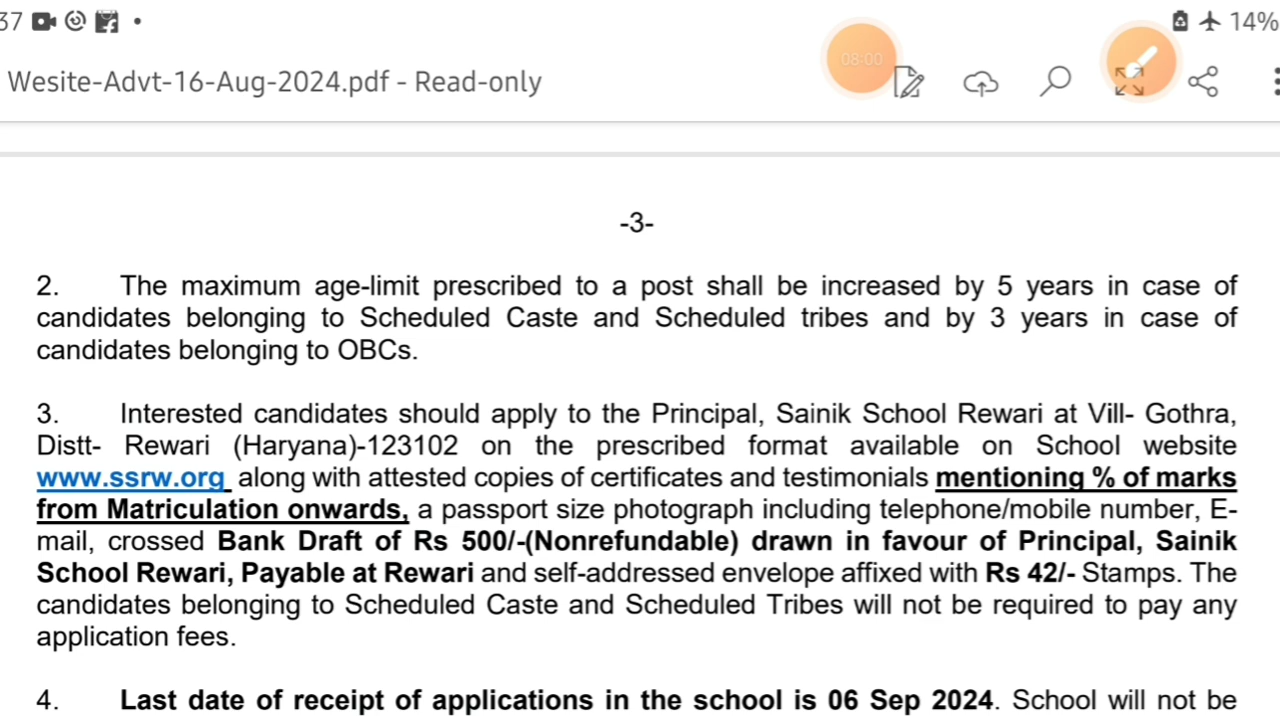 37
14%
08:00
Wesite-Advt-16-Aug-2024.pdf - Read-only
-3-
2. The maximum age-limit prescribed to a post shall be increased by 5 years in case of
candidates belonging to Scheduled Caste and Scheduled tribes and by 3 years in case of
candidates belonging to OBCs.
3. Interested candidates should apply to the Principal, Sainik School Rewari at Vill- Gothra,
Distt- Rewari (Haryana)-123102 on the prescribed format available on School website
www.ssrw.org along with attested copies of certificates and testimonials mentioning % of marks
from Matriculation onwards, a passport size photograph including telephone/mobile number, E-
mail, crossed Bank Draft of Rs 500/-(Nonrefundable) drawn in favour of Principal, Sainik
School Rewari, Payable at Rewari and self-addressed envelope affixed with Rs 42/- Stamps. The
candidates belonging to Scheduled Caste and Scheduled Tribes will not be required to pay any
application fees.
4. Last date of receipt of applications in the school is 06 Sep 2024. School will not be